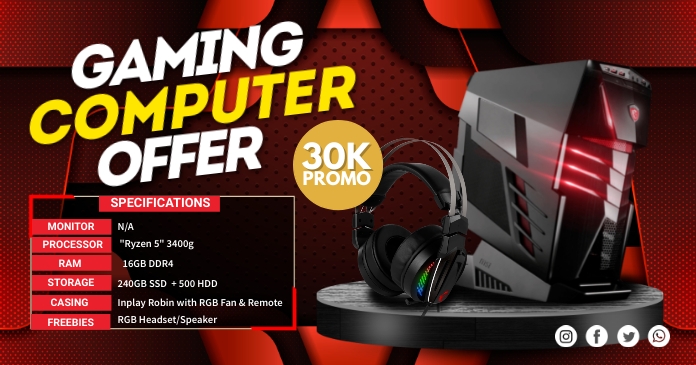 GAMING
COMPUTER
OFFER
30K
PROMO
SPECIFICATIONS
MONITOR N/A
PROCESSOR "Ryzen 5" 3400g
RAM 16GB DDR4
STORAGE 240GB SSD + 500 HDD
CASING Inplay Robin with RGB Fan & Remote
FREEBIES RGB Headset/Speaker